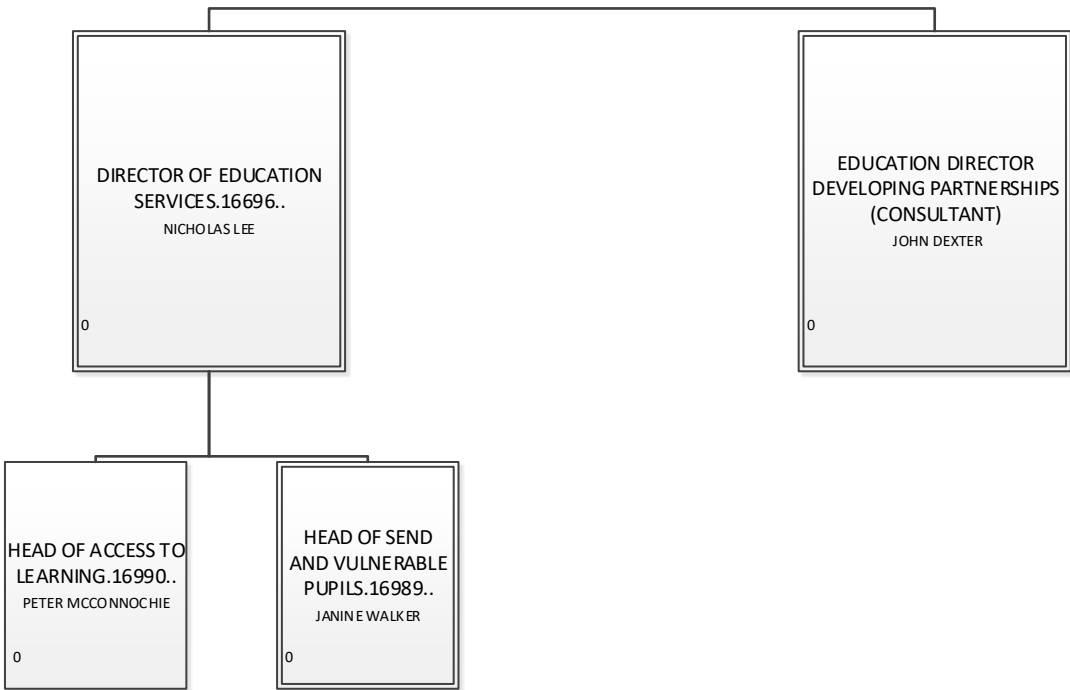 DIRECTOR OF EDUCATION
SERVICES.16696..
NICHOLAS LEE
0
EDUCATION DIRECTOR
DEVELOPING PARTNERSHIPS
(CONSULTANT)
JOHN DEXTER
0
HEAD OF ACCESS TO
LEARNING.16990..
PETER MCCONNOCHIE
0
HEAD OF SEND
AND VULNERABLE
PUPILS.16989..
JANINE WALKER
0